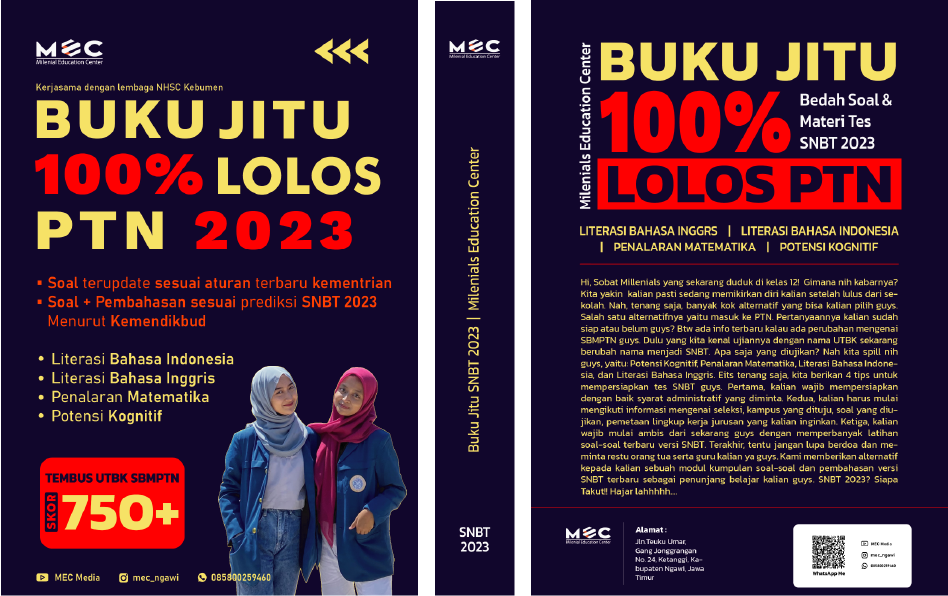 MEC
Milenial Education Center
Kerjasama dengan lembaga NHSC Kebumen
BUKU JITU
100% LOLOS
PTN 2023
Soal terupdate sesuai aturan terbaru kementrian
Soal + Pembahasan sesuai prediksi SNBT 2023
Menurut Kemendikbud
Literasi Bahasa Indonesia
Literasi Bahasa Inggris
Penalaran Matematika
Potensi Kognitif
TEMBUS UTBK SBMPTN
SKOR
750+
MEC Media
mec_ngawi
085800259460
MEC
Milenial Education Center
Buku Jitu SNBT 2023 | Milenials Education Center
SNBT
2023
Milenials Education Center
BUKU JITU
100%
Bedah Soal &
Materi Tes
SNBT 2023
LOLOS PTN
LITERASI BAHASA INGGRS | LITERASI BAHASA INDONESIA
| PENALARAN MATEMATIKA | POTENSI KOGNITIF
Hi, Sobat Millenials yang sekarang duduk di kelas 12! Gimana nih kabarnya?
Kita yakin kalian pasti sedang memikirkan diri kalian setelah lulus dari se-
kolah. Nah, tenang saja, banyak kok alternatif yang bisa kalian pilih guys.
Salah satu alternatifnya yaitu masuk ke PTN. Pertanyaannya kalian sudah
siap atau belum guys? Btw ada info terbaru kalau ada perubahan mengenai
SBMPTN guys. Dulu yang kita kenal ujiannya dengan nama UTBK sekarang
berubah nama menjadi SNBT. Apa saja yang diujikan? Nah kita spill nih
guys, yaitu: Potensi Kognitif, Penalaran Matematika, Literasi Bahasa Indone-
sia, dan Literasi Bahasa Inggris. Eits tenang saja, kita berikan 4 tips untuk
mempersiapkan tes SNBT guys. Pertama, kalian wajib mempersiapkan
dengan baik syarat administratif yang diminta. Kedua, kalian harus mulai
mengikuti informasi mengenai seleksi, kampus yang dituju, soal yang diu-
jikan, pemetaan lingkup kerja jurusan yang kalian inginkan. Ketiga, kalian
wajib mulai ambis dari sekarang guys dengan memperbanyak latihan
soal-soal terbaru versi SNBT. Terakhir, tentu jangan lupa berdoa dan me-
minta restu orang tua serta guru kalian ya guys. Kami memberikan alternatif
kepada kalian sebuah modul kumpulan soal-soal dan pembahasan versi
SNBT terbaru sebagai penunjang belajar kalian guys. SNBT 2023? Siapa
Takut!! Hajar lahhhhh....
MEC
Milenial Education Center
Alamat :
Jln.Teuku Umar,
Gang Jonggrangan
No. 24, Ketanggi, Ka-
bupaten Ngawi, Jawa
Timur
WhatsApp Me
MEC Media
mec_ngawi
085800259460